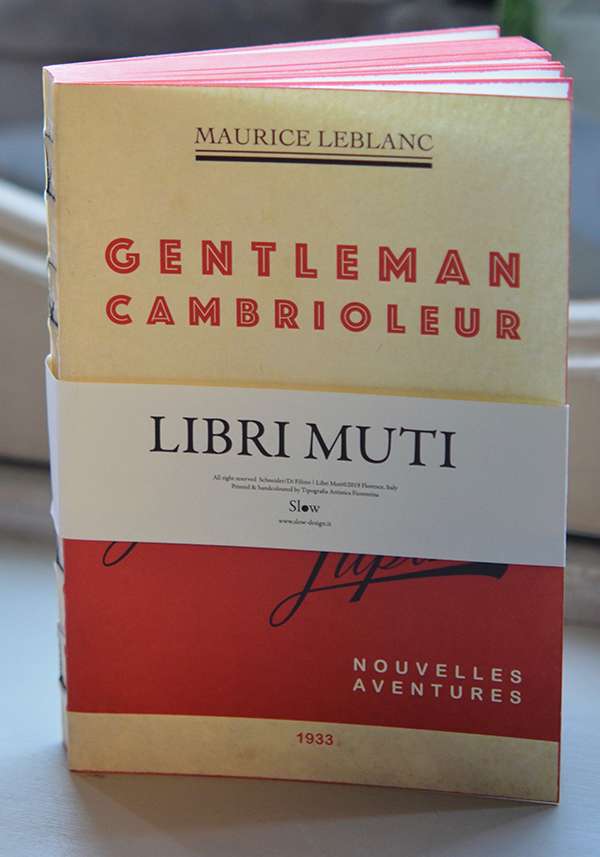 MAURICE LEBLANC
GENTLEMAN
CAMBRIOLEUR
LIBRI MUTI
All right reserved Schneider/Di Filimo | Libri Muti©2019 Florence, Italy
Printed & handcoloured by Tipografia Artistica Fiorentina
Slow
www.slow-design.it
NOUVELLES
AVENTURES
1933